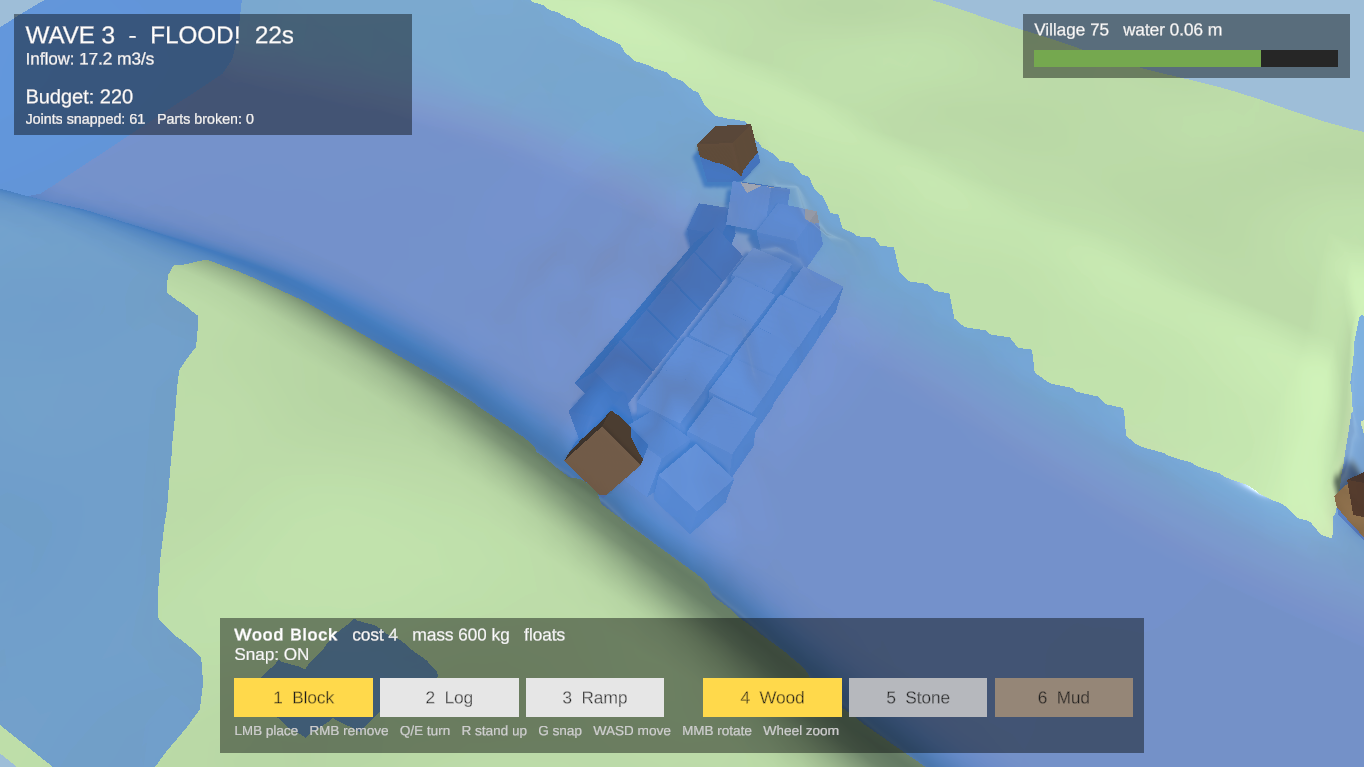 WAVE 3 - FLOOD! 22s
Inflow: 17.2 m3/s
Budget: 220
Joints snapped: 61 Parts broken: 0
Village 75 water 0.06 m
Wood Block cost 4 mass 600 kg floats
Snap: ON
1 Block 2 Log 3 Ramp 4 Wood 5 Stone 6 Mud
LMB place RMB remove Q/E turn R stand up G snap WASD move MMB rotate Wheel zoom